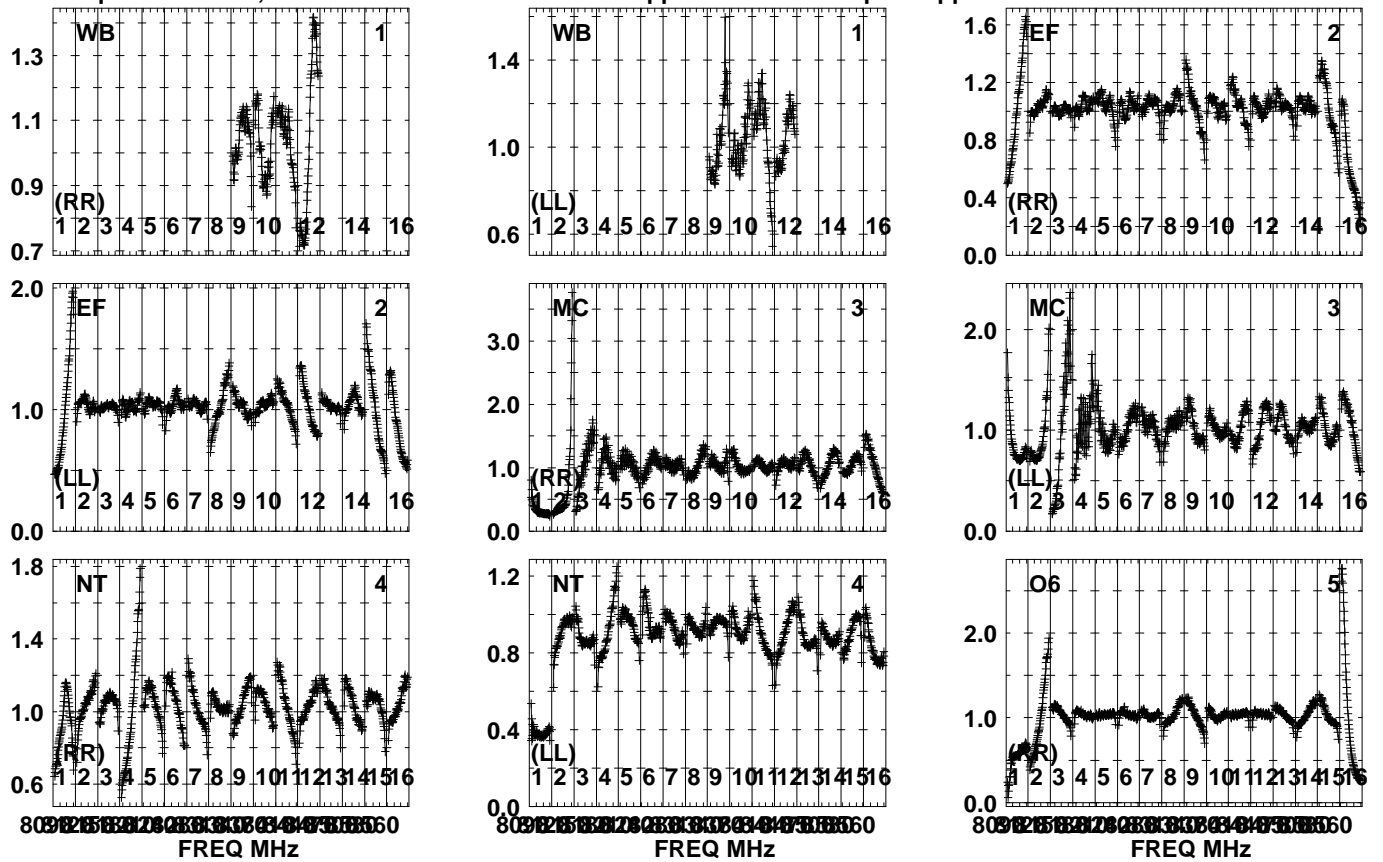 WB 1
1.3
1.1
0.9
(RR)
1 2 3 4 5 6 7 8 9 10 12 14 16
0.7
WB 1
1.4
1.0
(LL)
1 2 3 4 5 6 7 8 9 10 12 14 16
0.6
EF 2
1.6
1.2
0.8
0.4
(RR)
1 2 3 4 5 6 7 8 9 10 12 14 16
0.0
EF 2
2.0
1.0
(LL)
1 2 3 4 5 6 7 8 9 10 12 14 16
0.0
MC 3
3.0
2.0
1.0
(RR)
1 2 3 4 5 6 7 8 9 10 12 14 16
0.0
MC 3
2.0
1.0
(LL)
1 2 3 4 5 6 7 8 9 10 12 14 16
0.0
NT 4
1.8
1.4
1.0
(RR)
0.6
1 2 3 4 5 6 7 8 9 10 11 12 13 14 15 16
FREQ MHz
NT 4
1.2
0.8
0.4
(LL)
1 2 3 4 5 6 7 8 9 10 11 12 13 14 15 16
0.0
FREQ MHz
O6 5
2.0
1.0
(RR)
1 2 3 4 5 6 7 8 9 10 11 12 13 14 15 16
0.0
FREQ MHz